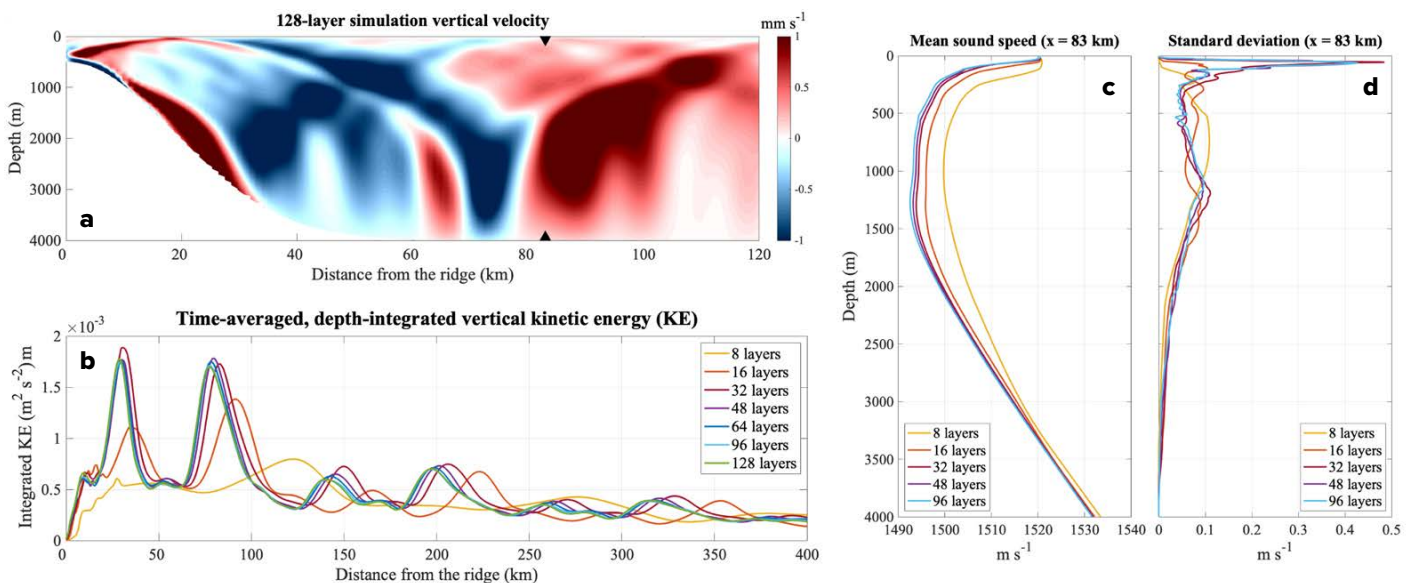 128-layer simulation vertical velocity
mm s-1
0
1000
2000
3000
4000
Depth (m)
a
0 20 40 60 80 100 120
Distance from the ridge (km)
1
0.5
0
-0.5
-1
Time-averaged, depth-integrated vertical kinetic energy (KE)
×10-3
2
1.5
1
0.5
0
Integrated KE (m2 s-2)m
b
8 layers
16 layers
32 layers
48 layers
64 layers
96 layers
128 layers
0 50 100 150 200 250 300 350 400
Distance from the ridge (km)
Mean sound speed (x = 83 km)
c
0
500
1000
1500
2000
2500
3000
3500
4000
Depth (m)
8 layers
16 layers
32 layers
48 layers
96 layers
1490 1500 1510 1520 1530 1540
m s-1
Standard deviation (x = 83 km)
d
8 layers
16 layers
32 layers
48 layers
96 layers
0 0.1 0.2 0.3 0.4 0.5
m s-1